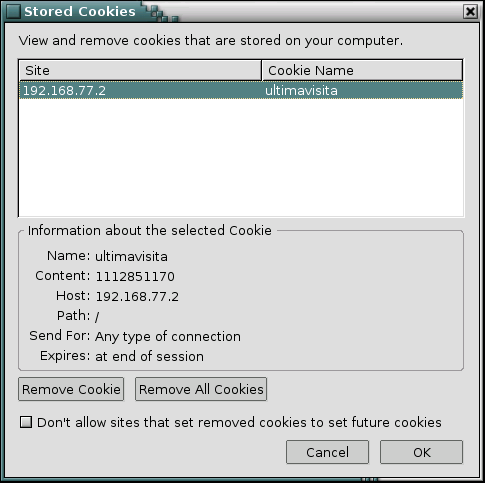 Stored Cookies
View and remove cookies that are stored on your computer.
Site Cookie Name
192.168.77.2 ultimavisita
Information about the selected Cookie
Name: ultimavisita
Content: 1112851170
Host: 192.168.77.2
Path: /
Send For: Any type of connection
Expires: at end of session
Remove Cookie Remove All Cookies
Don't allow sites that set removed cookies to set future cookies
Cancel OK